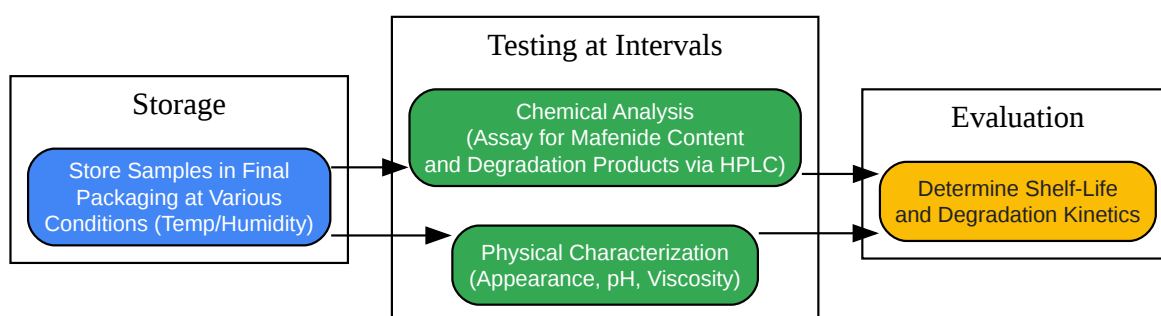 Storage
Store Samples in Final
Packaging at Various
Conditions (Temp/Humidity)
Testing at Intervals
Chemical Analysis
(Assay for Mafenide Content
and Degradation Products via HPLC)
Physical Characterization
(Appearance, pH, Viscosity)
Evaluation
Determine Shelf-Life
and Degradation Kinetics